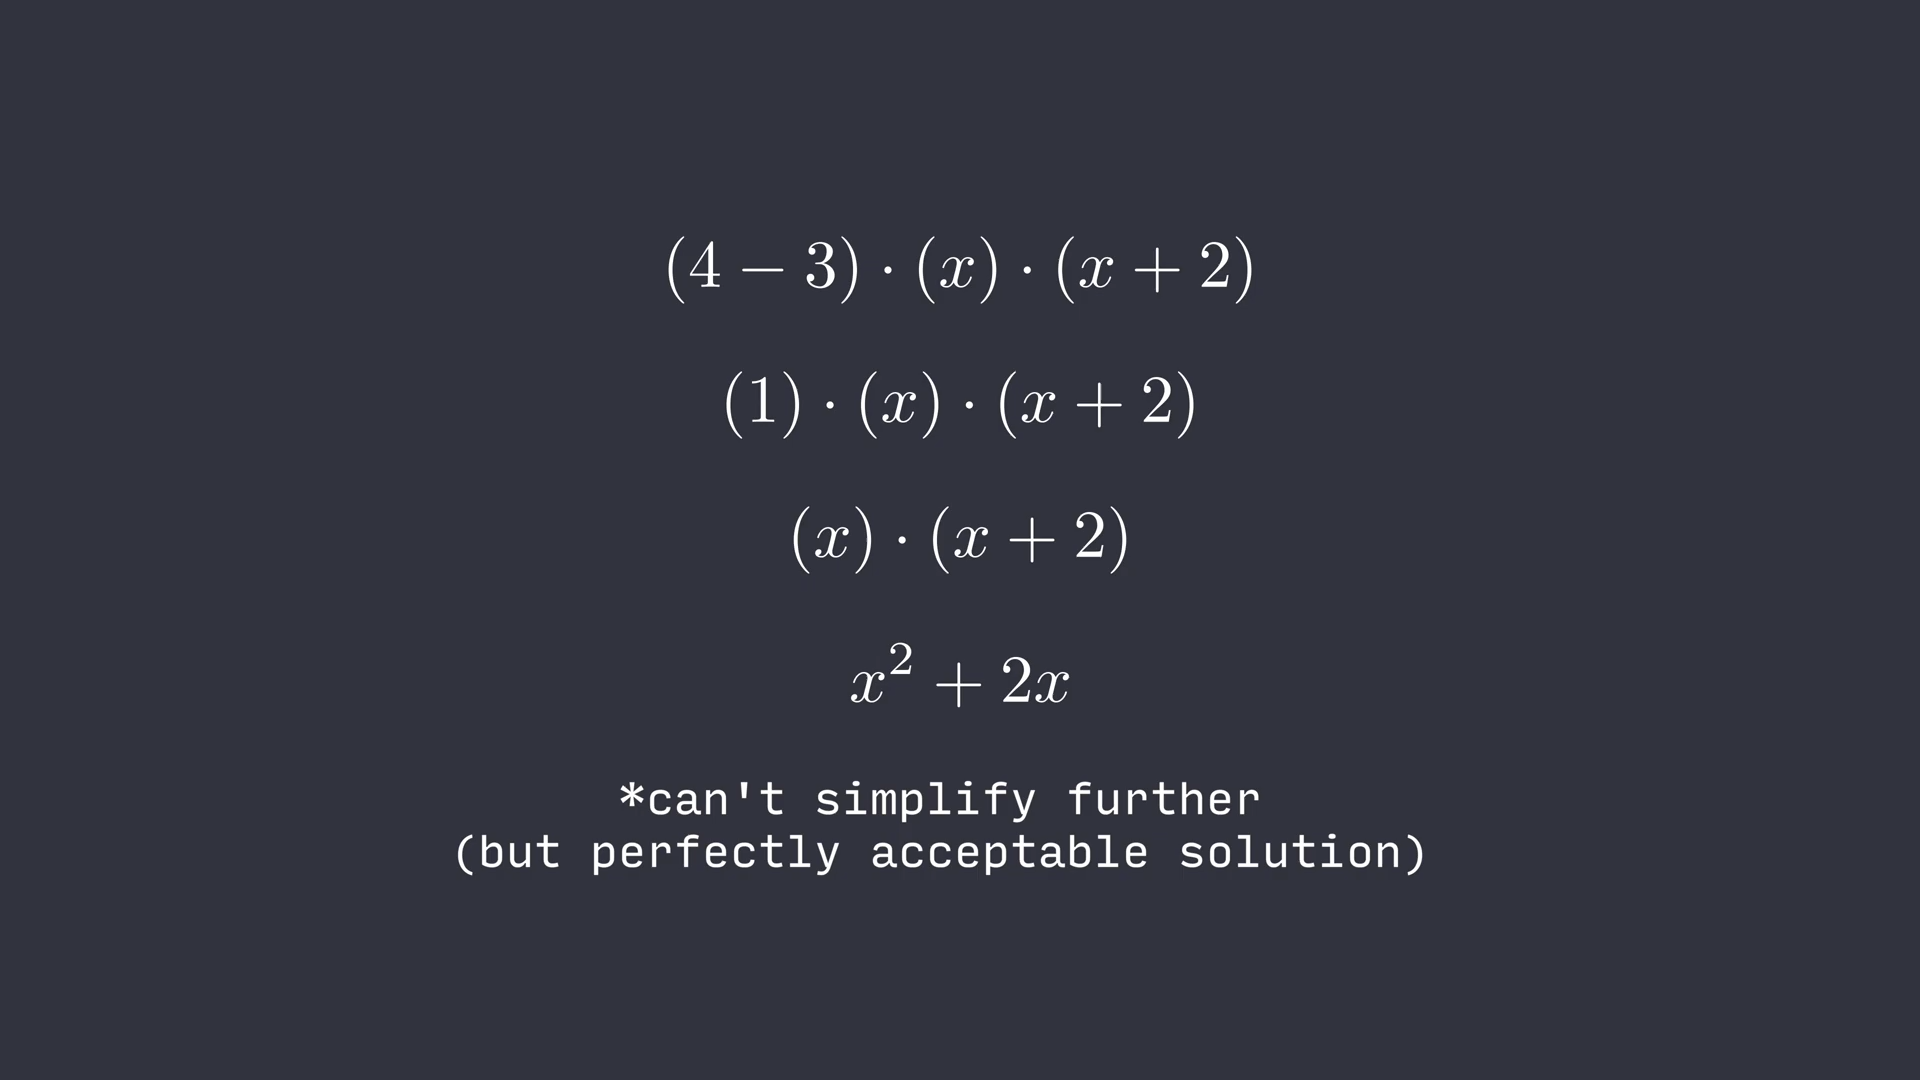 (4 − 3) · (x) · (x + 2)
(1) · (x) · (x + 2)
(x) · (x + 2)
x² + 2x
*can't simplify further
(but perfectly acceptable solution)